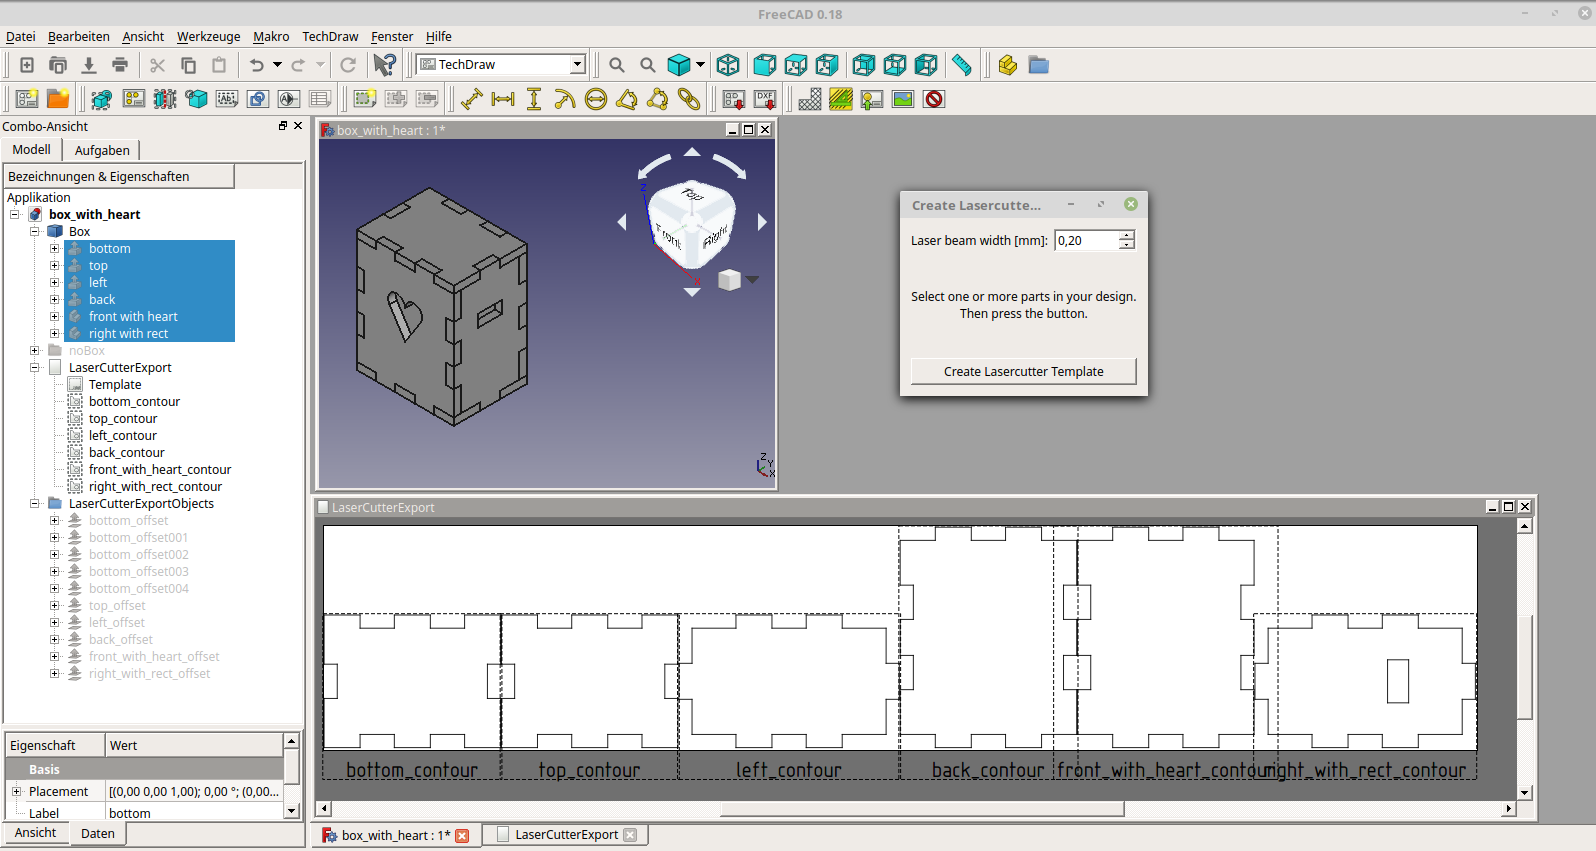 FreeCAD 0.18
Datei Bearbeiten Ansicht Werkzeuge Makro TechDraw Fenster Hilfe
TechDraw
DXF
Combo-Ansicht
Modell Aufgaben
Bezeichnungen & Eigenschaften
Applikation
box_with_heart
Box
bottom
top
left
back
front with heart
right with rect
noBox
LaserCutterExport
Template
bottom_contour
top_contour
left_contour
back_contour
front_with_heart_contour
right_with_rect_contour
LaserCutterExportObjects
bottom_offset
bottom_offset001
bottom_offset002
bottom_offset003
bottom_offset004
top_offset
left_offset
back_offset
front_with_heart_offset
right_with_rect_offset
Eigenschaft Wert
Basis
Placement [(0,00 0,00 1,00); 0,00 °; (0,00...
Label bottom
Ansicht Daten
box_with_heart : 1*
Top
Front
Right
Z
Z
Y
X
Create Lasercutte...
Laser beam width [mm]: 0,20
Select one or more parts in your design.
Then press the button.
Create Lasercutter Template
LaserCutterExport
bottom_contour top_contour left_contour back_contour front_with_heart_contour right_with_rect_contour
box_with_heart : 1* LaserCutterExport